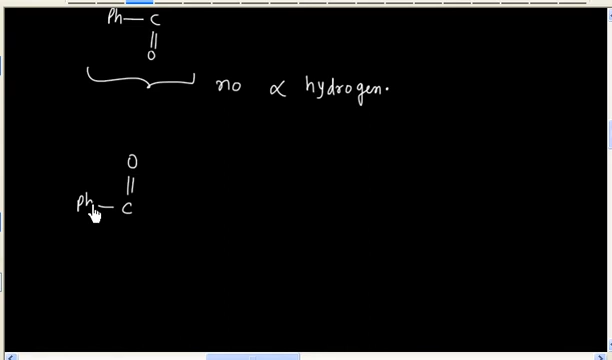 Ph — C
||
O
no ∝ hydrogen.
O
||
Ph — C